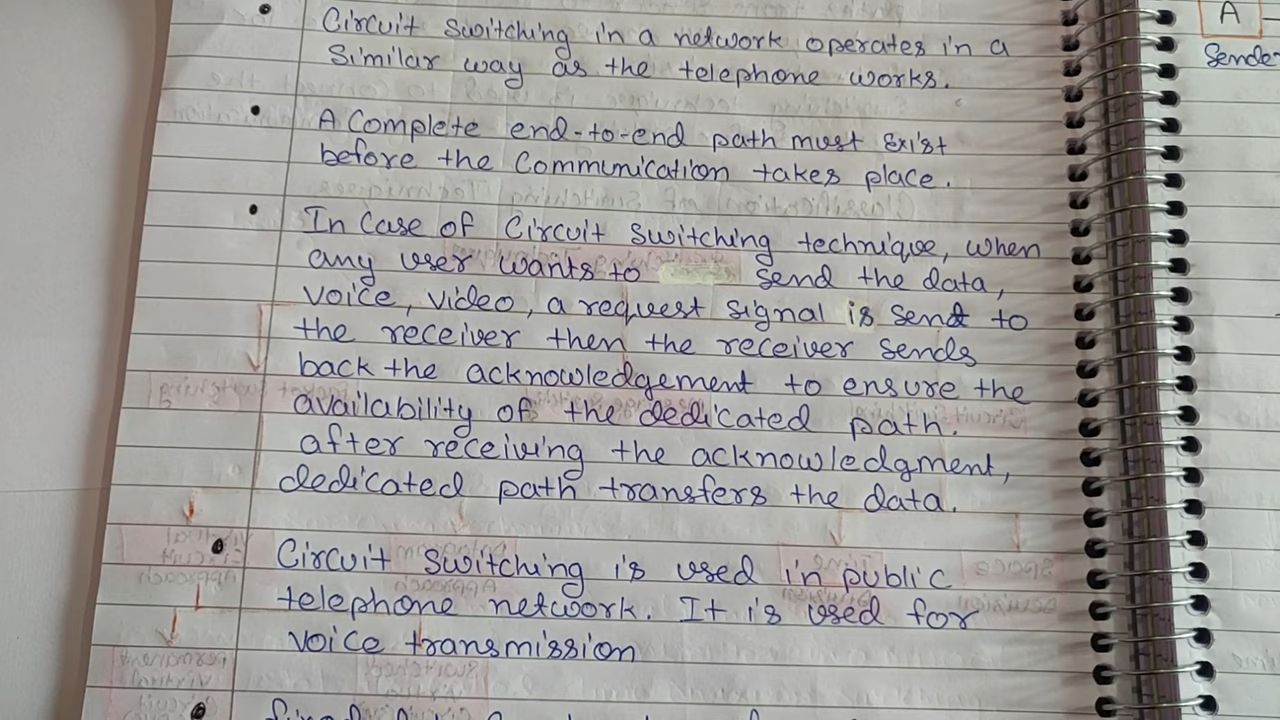 Circuit Switching in a network operates in a
Similar way as the telephone works.
A Complete end-to-end path must Exist
before the Communication takes place.
In Case of Circuit Switching technique, when
any user wants to send the data,
voice, video, a request signal is send to
the receiver then the receiver sends
back the acknowledgement to ensure the
availability of the dedicated path.
after receiving the acknowledgment,
dedicated path transfers the data.
Circuit Switching is used in public
telephone network. It is used for
voice transmission
A
Sender